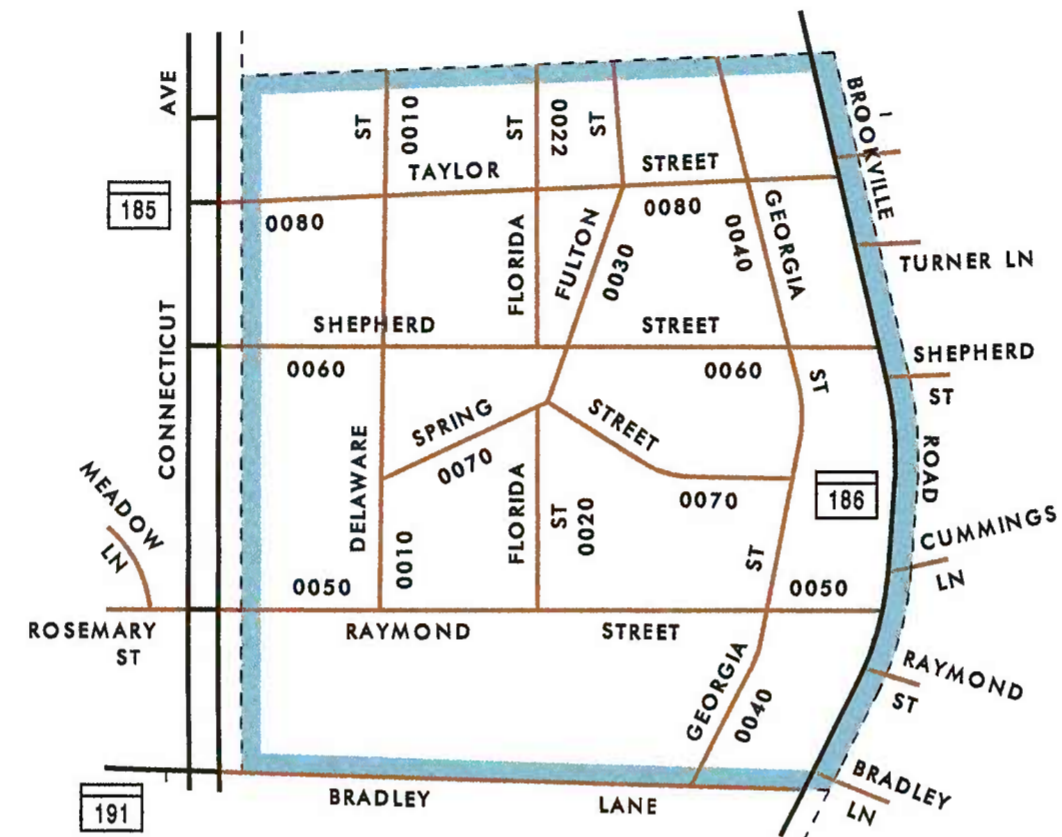 AVE
ST
0010
ST
0022
ST
BROOKVILLE
TAYLOR
STREET
185
0080
0080
FLORIDA
FULTON
0030
0040
GEORGIA
TURNER LN
SHEPHERD
STREET
SHEPHERD
ST
0060
0060
ST
CONNECTICUT
SPRING
STREET
0070
0070
DELAWARE
FLORIDA
ST
0020
186
ROAD
MEADOW
LN
CUMMINGS
LN
0010
ST
0050
0050
ROSEMARY
ST
RAYMOND
STREET
RAYMOND
ST
GEORGIA
0040
BRADLEY
LN
191
BRADLEY
LANE